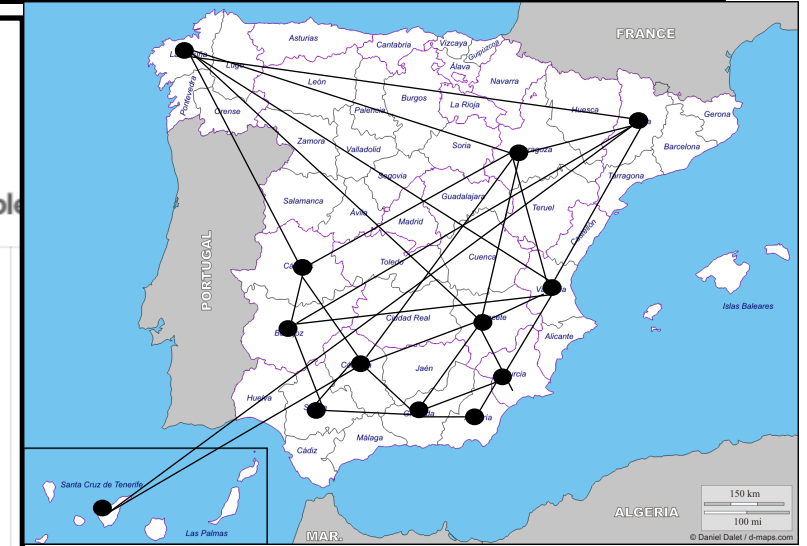 FRANCE
Asturias
Cantabria
Vizcaya
Guipúzcoa
Álava
Lugo
León
Navarra
Burgos
La Rioja
Huesca
Pontevedra
Palencia
Gerona
Orense
Zamora
Valladolid
Soria
Barcelona
Segovia
Tarragona
Salamanca
Ávila
Guadalajara
Teruel
Madrid
Castellón
Toledo
Cuenca
PORTUGAL
Islas Baleares
Ciudad Real
Alicante
Jaén
Huelva
Málaga
Cádiz
Santa Cruz de Tenerife
Las Palmas
MAR.
ALGERIA
150 km
100 mi
© Daniel Dalet / d-maps.com